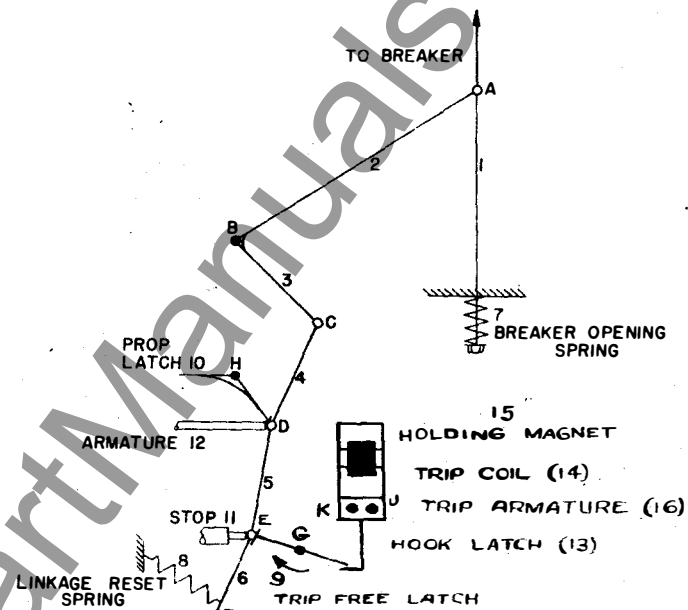 TO BREAKER
A
2
1
B
3
C
7
BREAKER OPENING
SPRING
PROP
LATCH 10
H
4
D
ARMATURE 12
15
HOLDING MAGNET
TRIP COIL (14)
K
J
TRIP ARMATURE (16)
5
STOP 11
E
G
HOOK LATCH (13)
9
8
6
LINKAGE RESET
SPRING
TRIP FREE LATCH
artManuals